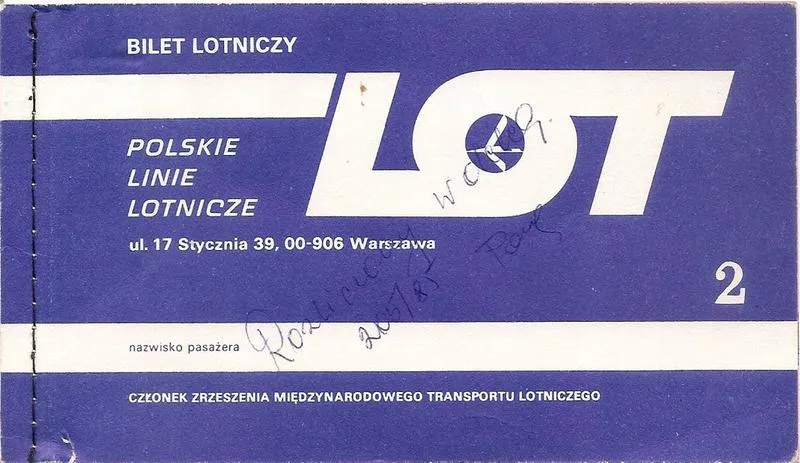 BILET LOTNICZY
LOT
POLSKIE
LINIE
LOTNICZE
ul. 17 Stycznia 39, 00-906 Warszawa
2
nazwisko pasażera
Rozliczony w
CZŁONEK ZRZESZENIA MIĘDZYNARODOWEGO TRANSPORTU LOTNICZEGO